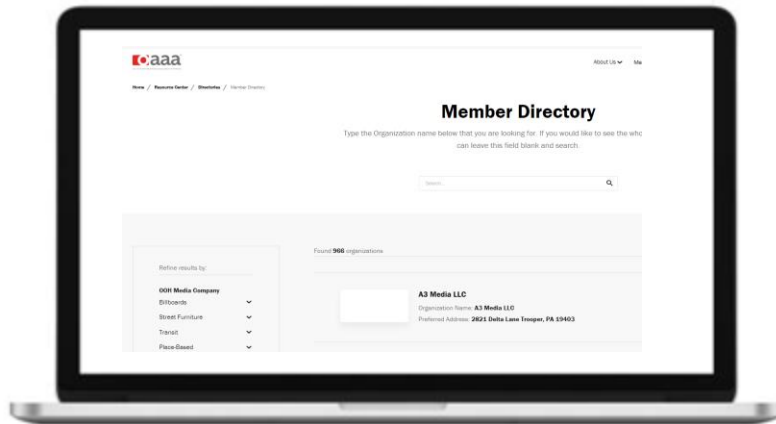 oaaa
About Us Me
Home / Resource Center / Directories / Member Directory
Member Directory
Type the Organization name below that you are looking for. If you would like to see the who
can leave this field blank and search.
Search...
Found 966 organizations
Refine results by:
OOH Media Company
Billboards
Street Furniture
Transit
Place-Based
A3 Media LLC
Organization Name: A3 Media LLC
Preferred Address: 2821 Delta Lane Trooper, PA 19403